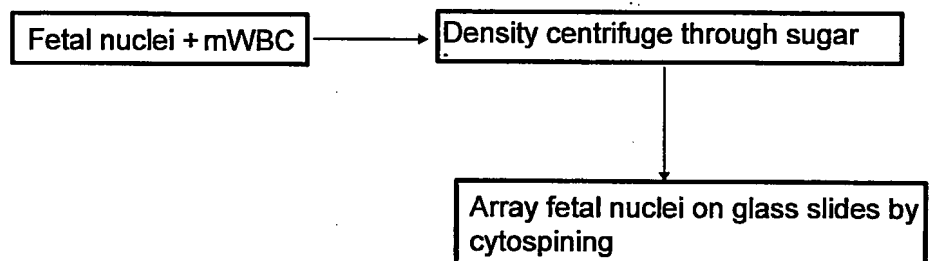 Fetal nuclei + mWBC
Density centrifuge through sugar
Array fetal nuclei on glass slides by
cytospining